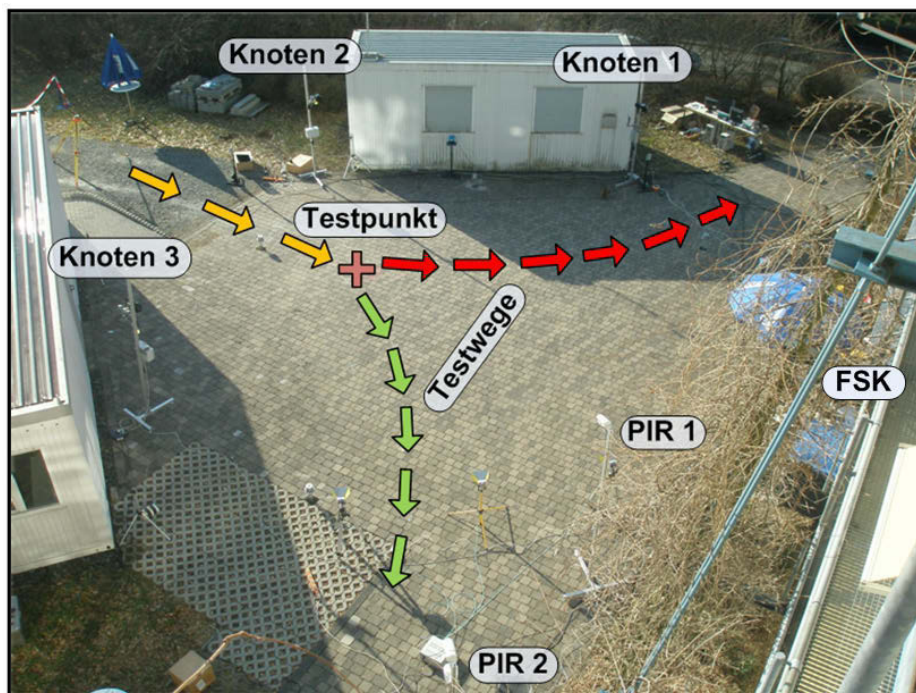 Knoten 2
Knoten 1
Testpunkt
Knoten 3
Testwege
FSK
PIR 1
PIR 2